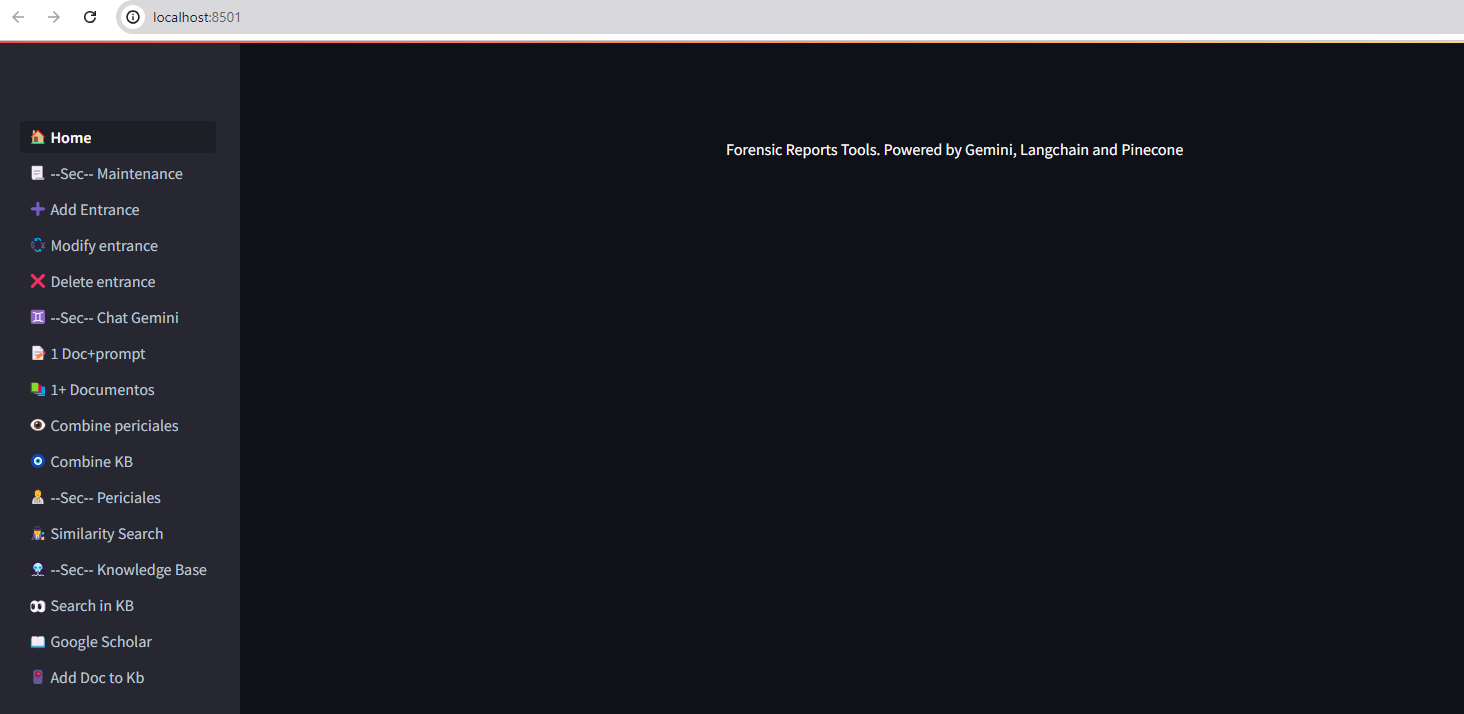 localhost:8501
Home
--Sec-- Maintenance
Add Entrance
Modify entrance
Delete entrance
--Sec-- Chat Gemini
1 Doc+prompt
1+ Documentos
Combine periciales
Combine KB
--Sec-- Periciales
Similarity Search
--Sec-- Knowledge Base
Search in KB
Google Scholar
Add Doc to Kb
Forensic Reports Tools. Powered by Gemini, Langchain and Pinecone